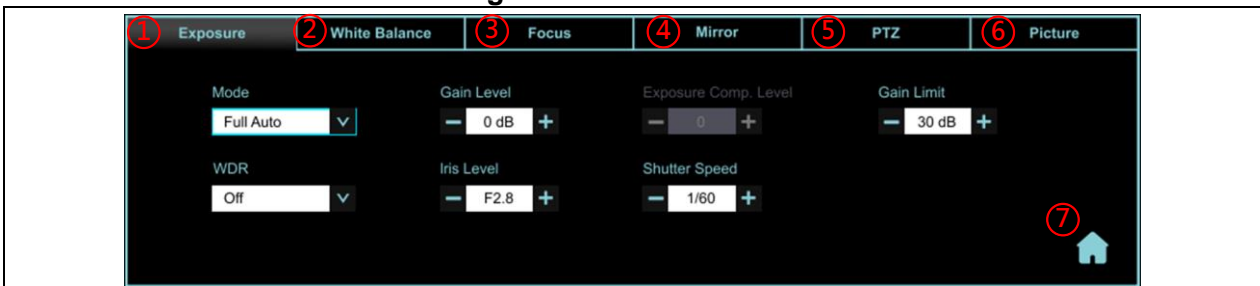 ① Exposure ② White Balance ③ Focus ④ Mirror ⑤ PTZ ⑥ Picture
Mode Gain Level Exposure Comp. Level Gain Limit
Full Auto − 0 dB + − 0 + − 30 dB +
WDR Iris Level Shutter Speed
Off − F2.8 + − 1/60 +
⑦